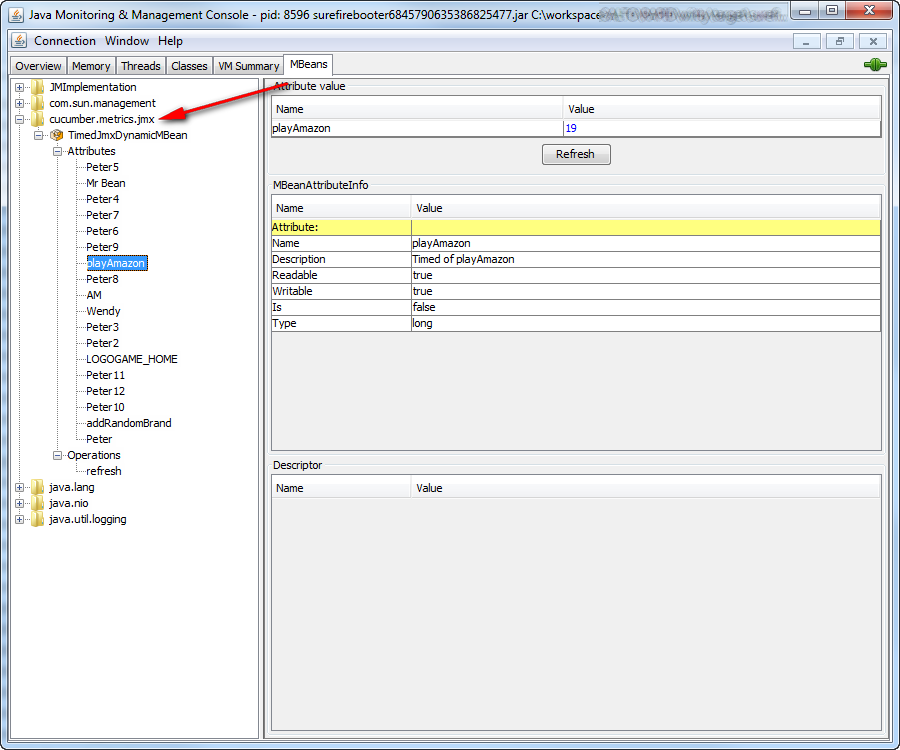 Java Monitoring & Management Console - pid: 8596 surefirebooter6845790635386825477.jar C:\workspace
Connection Window Help
Overview Memory Threads Classes VM Summary MBeans
JMImplementation
com.sun.management
cucumber.metrics.jmx
TimedJmxDynamicMBean
Attributes
Peter5
Mr Bean
Peter4
Peter7
Peter6
Peter9
playAmazon
Peter8
AM
Wendy
Peter3
Peter2
LOGOGAME_HOME
Peter11
Peter12
Peter10
addRandomBrand
Peter
Operations
refresh
java.lang
java.nio
java.util.logging
Attribute value
Name Value
playAmazon 19
Refresh
MBeanAttributeInfo
Name Value
Attribute:
Name playAmazon
Description Timed of playAmazon
Readable true
Writable true
Is false
Type long
Descriptor
Name Value